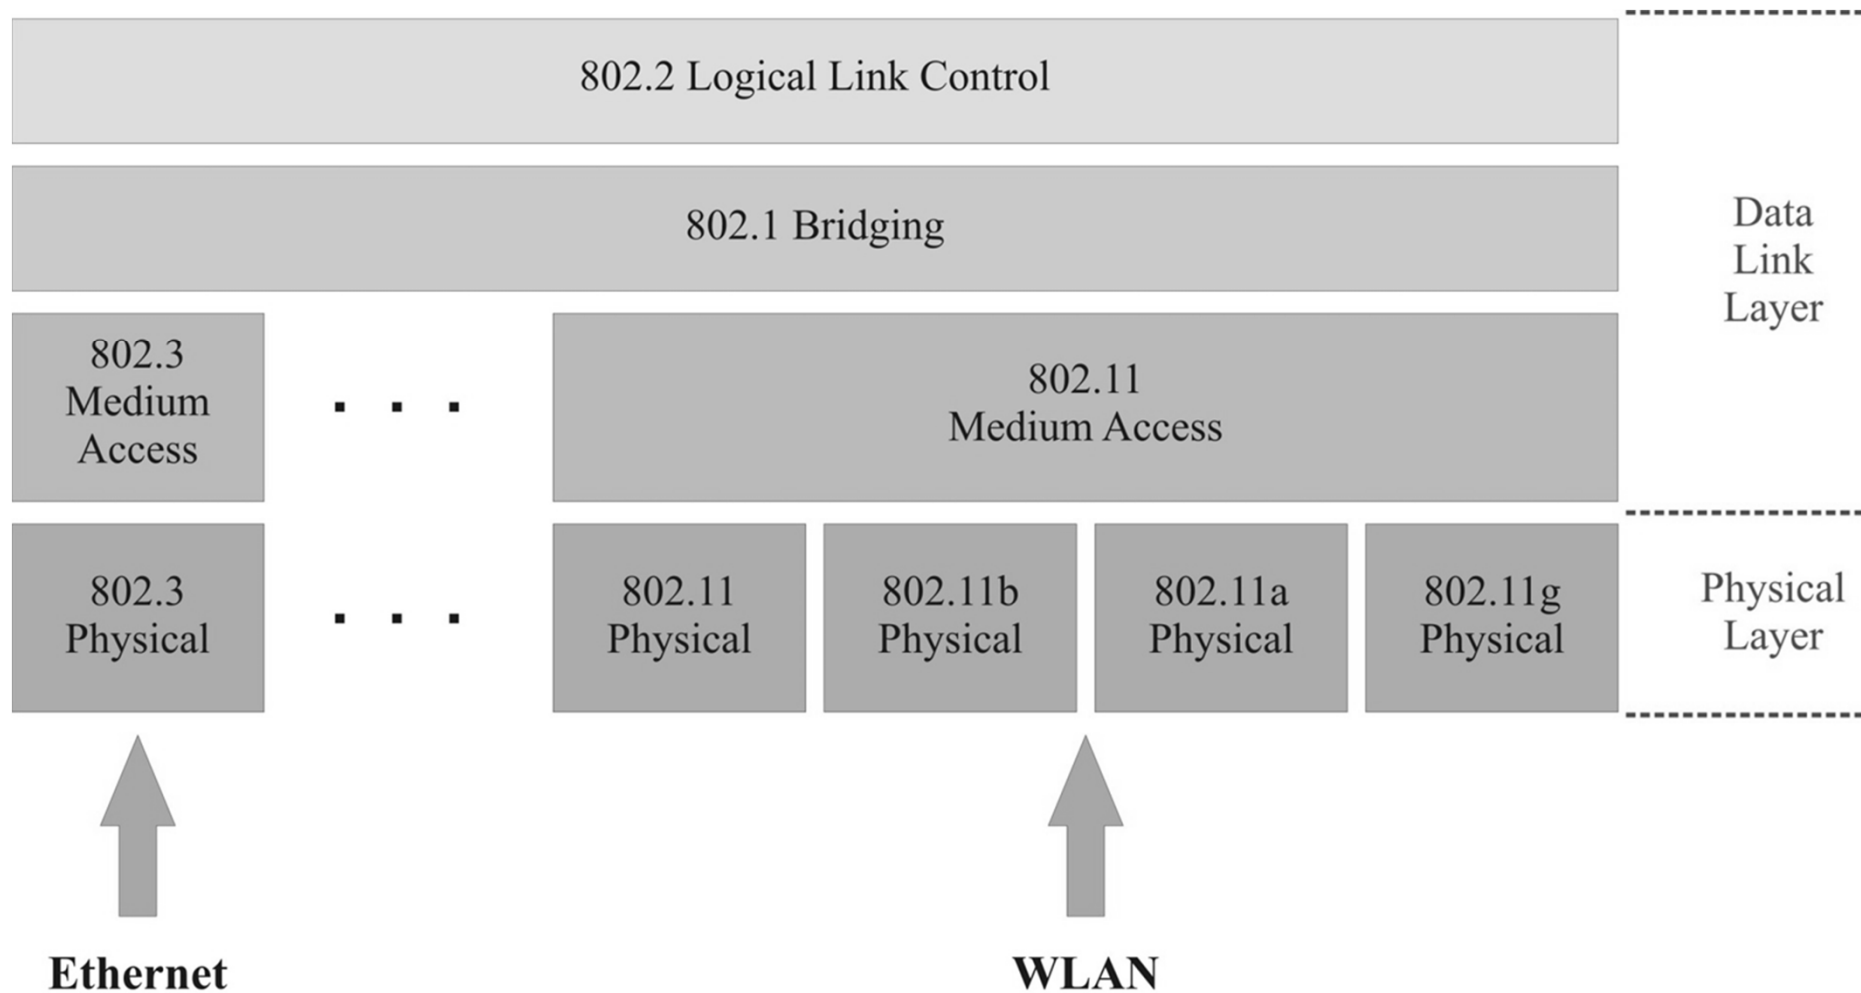 802.2 Logical Link Control
802.1 Bridging
Data
Link
Layer
802.3
Medium
Access
802.11
Medium Access
802.3
Physical
802.11
Physical
802.11b
Physical
802.11a
Physical
802.11g
Physical
Physical
Layer
Ethernet
WLAN